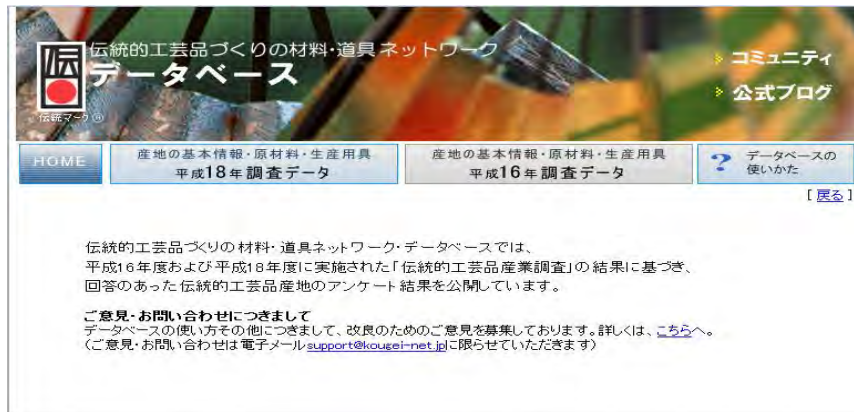 伝
伝統マーク®
伝統的工芸品づくりの材料・道具ネットワーク
データベース
コミュニティ
公式ブログ
HOME
産地の基本情報・原材料・生産用具
平成18年調査データ
産地の基本情報・原材料・生産用具
平成16年調査データ
? データベースの
使いかた
[ 戻る ]
伝統的工芸品づくりの材料・道具ネットワーク・データベースでは、
平成16年度および平成18年度に実施された「伝統的工芸品産業調査」の結果に基づき、
回答のあった伝統的工芸品産地のアンケート結果を公開しています。
ご意見・お問い合わせにつきまして
データベースの使い方その他につきまして、改良のためのご意見を募集しております。詳しくは、こちらへ。
(ご意見・お問い合わせは電子メールsupport@kougei-net.jpに限らせていただきます)